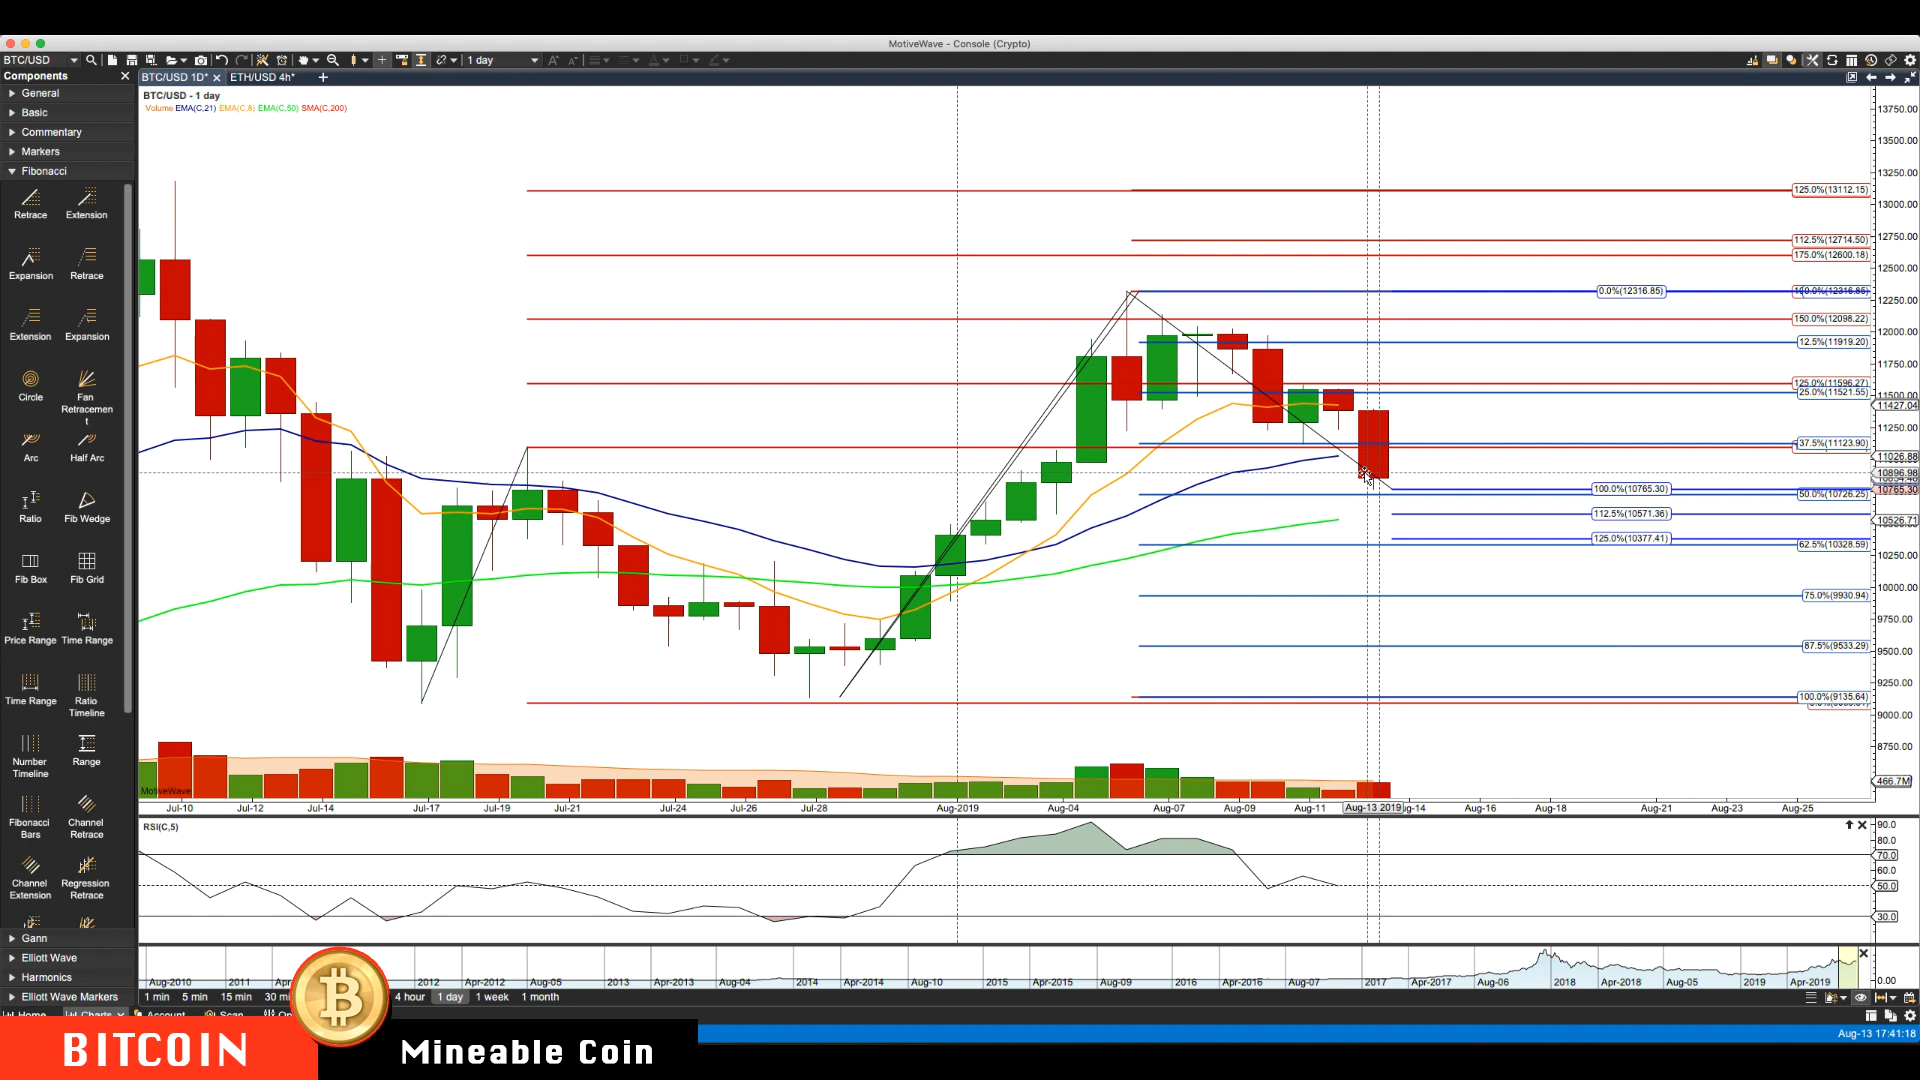 MotiveWave - Console (Crypto)
BTC/USD
1 day
Components
BTC/USD 1D*
ETH/USD 4h*
General
Basic
Commentary
Markers
Fibonacci
Retrace Extension
Expansion Retrace
Extension Expansion
Circle Fan Retracement
Arc Half Arc
Ratio Fib Wedge
Fib Box Fib Grid
Price Range Time Range
Time Range Ratio Timeline
Number Timeline Range
Fibonacci Bars Channel Retrace
Channel Extension Regression Retrace
Gann
Elliott Wave
Harmonics
Elliott Wave Markers
BTC/USD - 1 day
Volume EMA(C,21) EMA(C,8) EMA(C,50) SMA(C,200)
125.0%(13112.15)
112.5%(12714.50)
175.0%(12600.18)
0.0%(12316.85)
150.0%(12098.22)
12.5%(11919.20)
125.0%(11596.27)
25.0%(11521.55)
37.5%(11123.90)
100.0%(10765.30)
50.0%(10726.25)
112.5%(10571.36)
125.0%(10377.41)
62.5%(10328.59)
75.0%(9930.94)
87.5%(9533.29)
100.0%(9135.64)
13750.00
13500.00
13250.00
13000.00
12750.00
12500.00
12250.00
12000.00
11750.00
11500.00
11427.04
11250.00
11026.88
10896.98
10765.30
10526.71
10250.00
10000.00
9750.00
9500.00
9250.00
9000.00
8750.00
466.7M
MotiveWave
Jul-10 Jul-12 Jul-14 Jul-17 Jul-19 Jul-21 Jul-24 Jul-26 Jul-28 Aug-2019 Aug-04 Aug-07 Aug-09 Aug-11 Aug-13 2019 Aug-16 Aug-18 Aug-21 Aug-23 Aug-25
RSI(C,5)
90.0
80.0
70.0
60.0
50.0
30.0
0.00
Aug-2010 2011 2012 Apr-2012 Aug-05 2013 Apr-2013 Aug-04 2014 Apr-2014 Aug-10 2015 Apr-2015 Aug-09 2016 Apr-2016 Aug-07 2017 Apr-2017 Aug-06 2018 Apr-2018 Aug-05 2019 Apr-2019
1 min 5 min 15 min 4 hour 1 day 1 week 1 month
Aug-13 17:41:18
BITCOIN
Mineable Coin